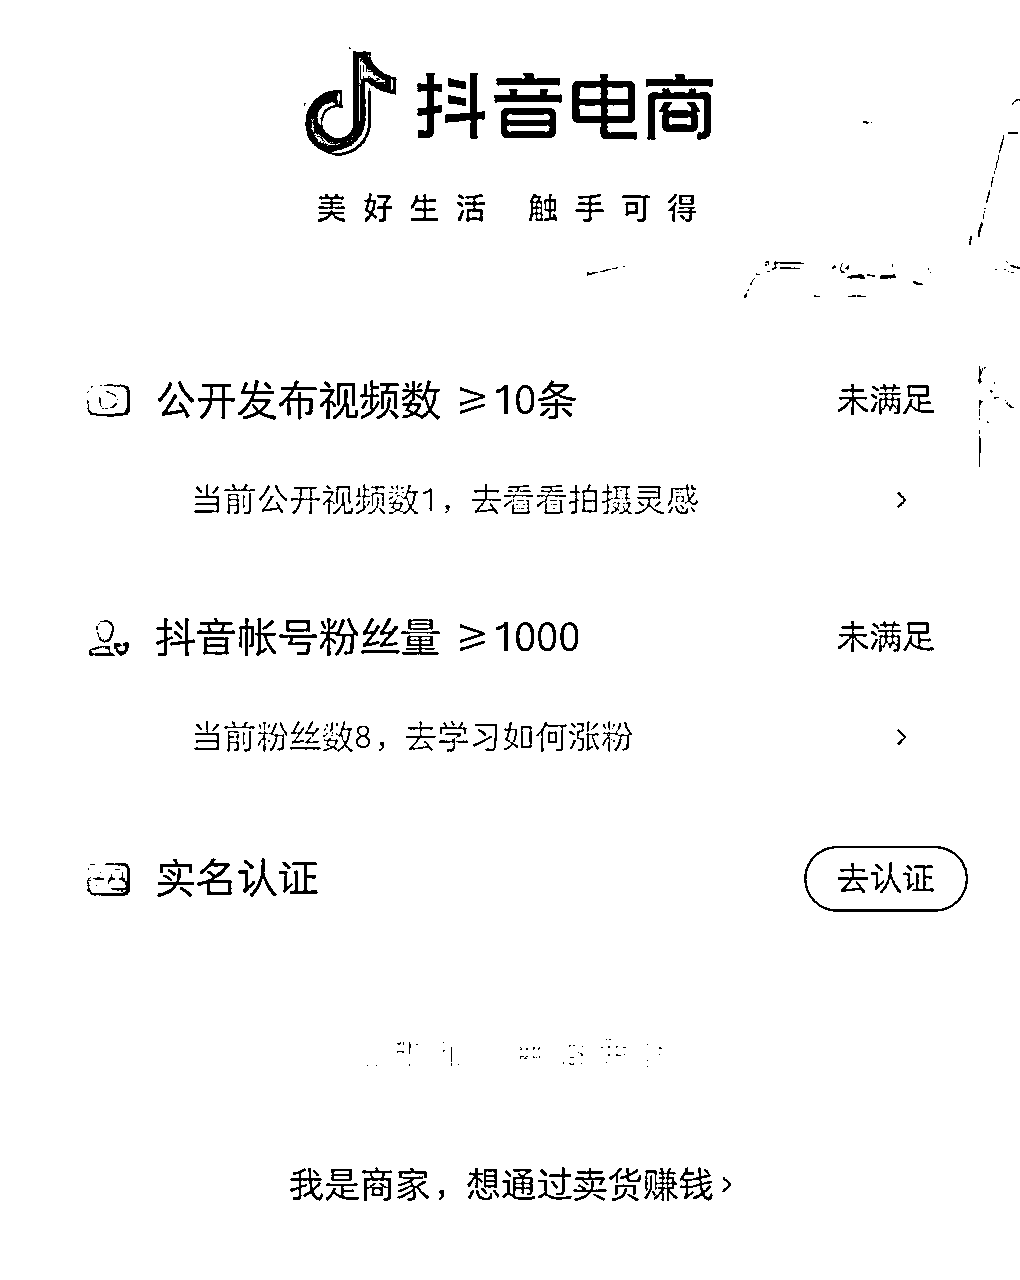 抖音电商
美好生活 触手可得
公开发布视频数 ≥10条
未满足
当前公开视频数1，去看看拍摄灵感
抖音帐号粉丝量 ≥1000
未满足
当前粉丝数8，去学习如何涨粉
实名认证
去认证
我是商家，想通过卖货赚钱